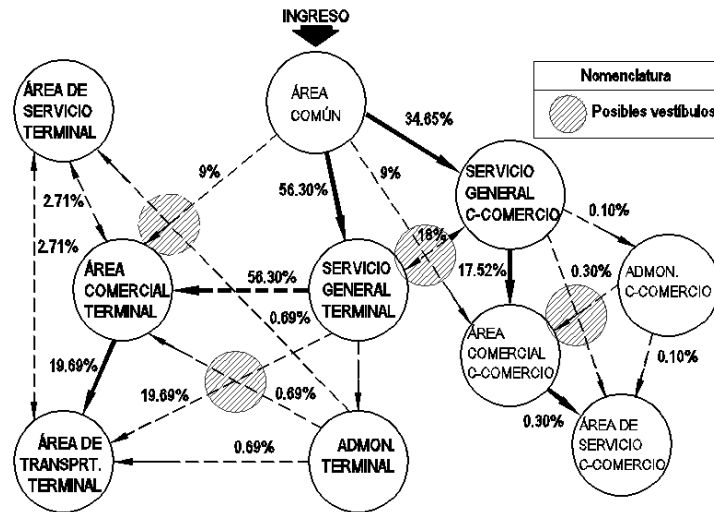 INGRESO
ÁREA DE
SERVICIO
TERMINAL
ÁREA
COMÚN
Nomenclatura
Posibles vestíbulos
34.65%
SERVICIO
GENERAL
C-COMERCIO
9%
56.30%
9%
2.71%
2.71%
18%
0.10%
ÁREA
COMERCIAL
TERMINAL
56.30%
SERVICIO
GENERAL
TERMINAL
17.52%
0.30%
ADMON.
C-COMERCIO
0.69%
ÁREA
COMERCIAL
C-COMERCIO
19.69%
19.69%
0.69%
0.10%
0.30%
ÁREA DE
TRANSPRT.
TERMINAL
0.69%
ADMON.
TERMINAL
ÁREA DE
SERVICIO
C-COMERCIO